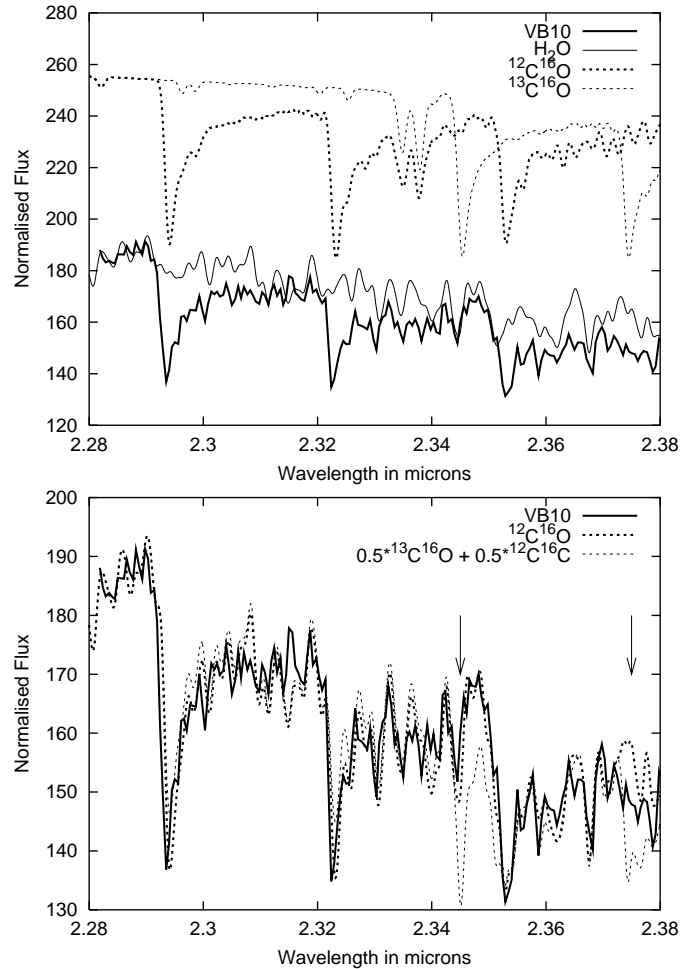 280
260
240
220
200
180
160
140
120
Normalised Flux
VB10
H₂O
¹²C¹⁶O
¹³C¹⁶O
2.28 2.3 2.32 2.34 2.36 2.38
Wavelength in microns
200
190
180
170
160
150
140
130
Normalised Flux
VB10
¹²C¹⁶O
0.5*¹³C¹⁶O + 0.5*¹²C¹⁶C
2.28 2.3 2.32 2.34 2.36 2.38
Wavelength in microns